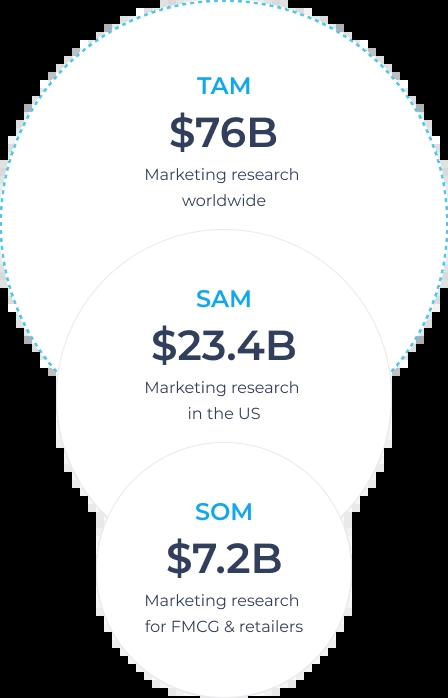 TAM
$76B
Marketing research
worldwide
SAM
$23.4B
Marketing research
in the US
SOM
$7.2B
Marketing research
for FMCG & retailers